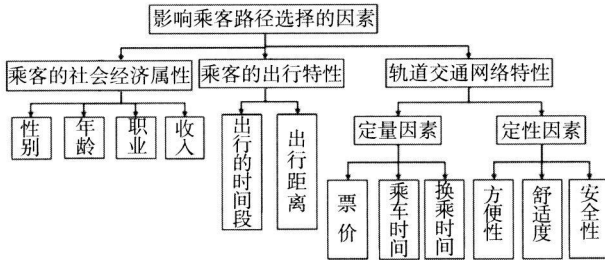 影响乘客路径选择的因素
乘客的社会经济属性
乘客的出行特性
轨道交通网络特性
性别
年龄
职业
收入
出行的时间段
出行距离
定量因素
定性因素
票价
乘车时间
换乘时间
方便性
舒适度
安全性